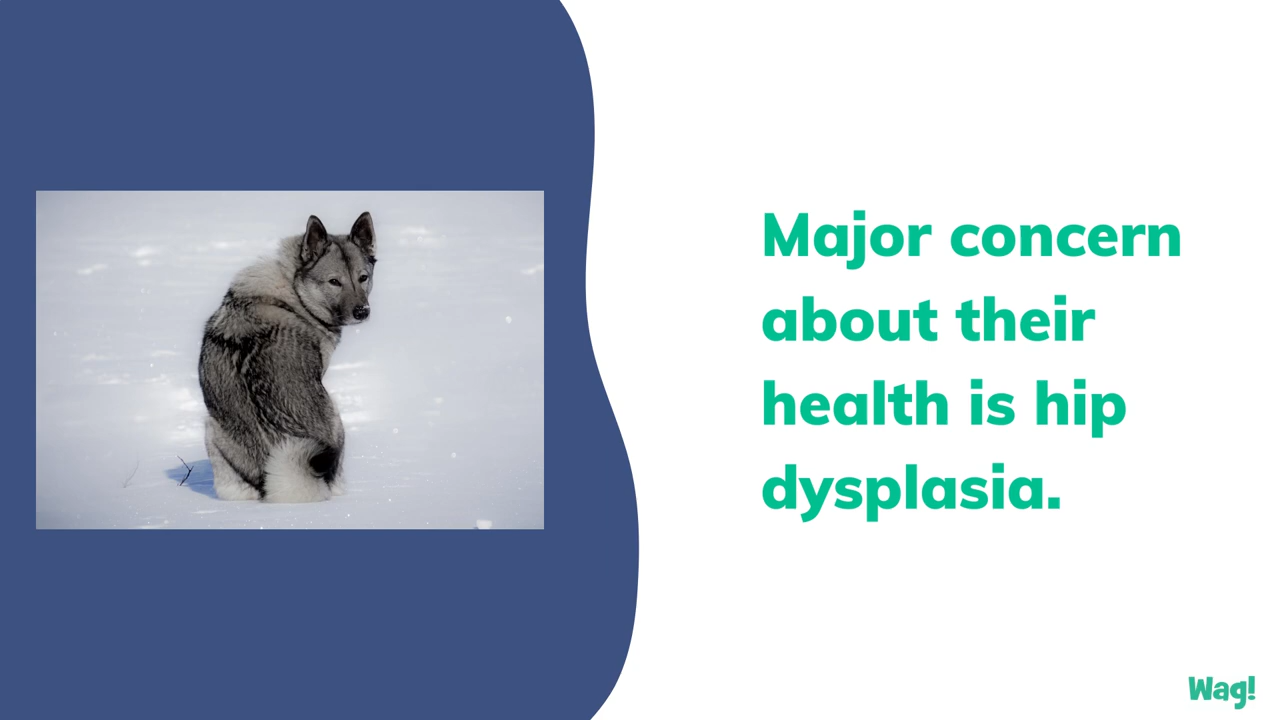 Major concern
about their
health is hip
dysplasia.
Wag!